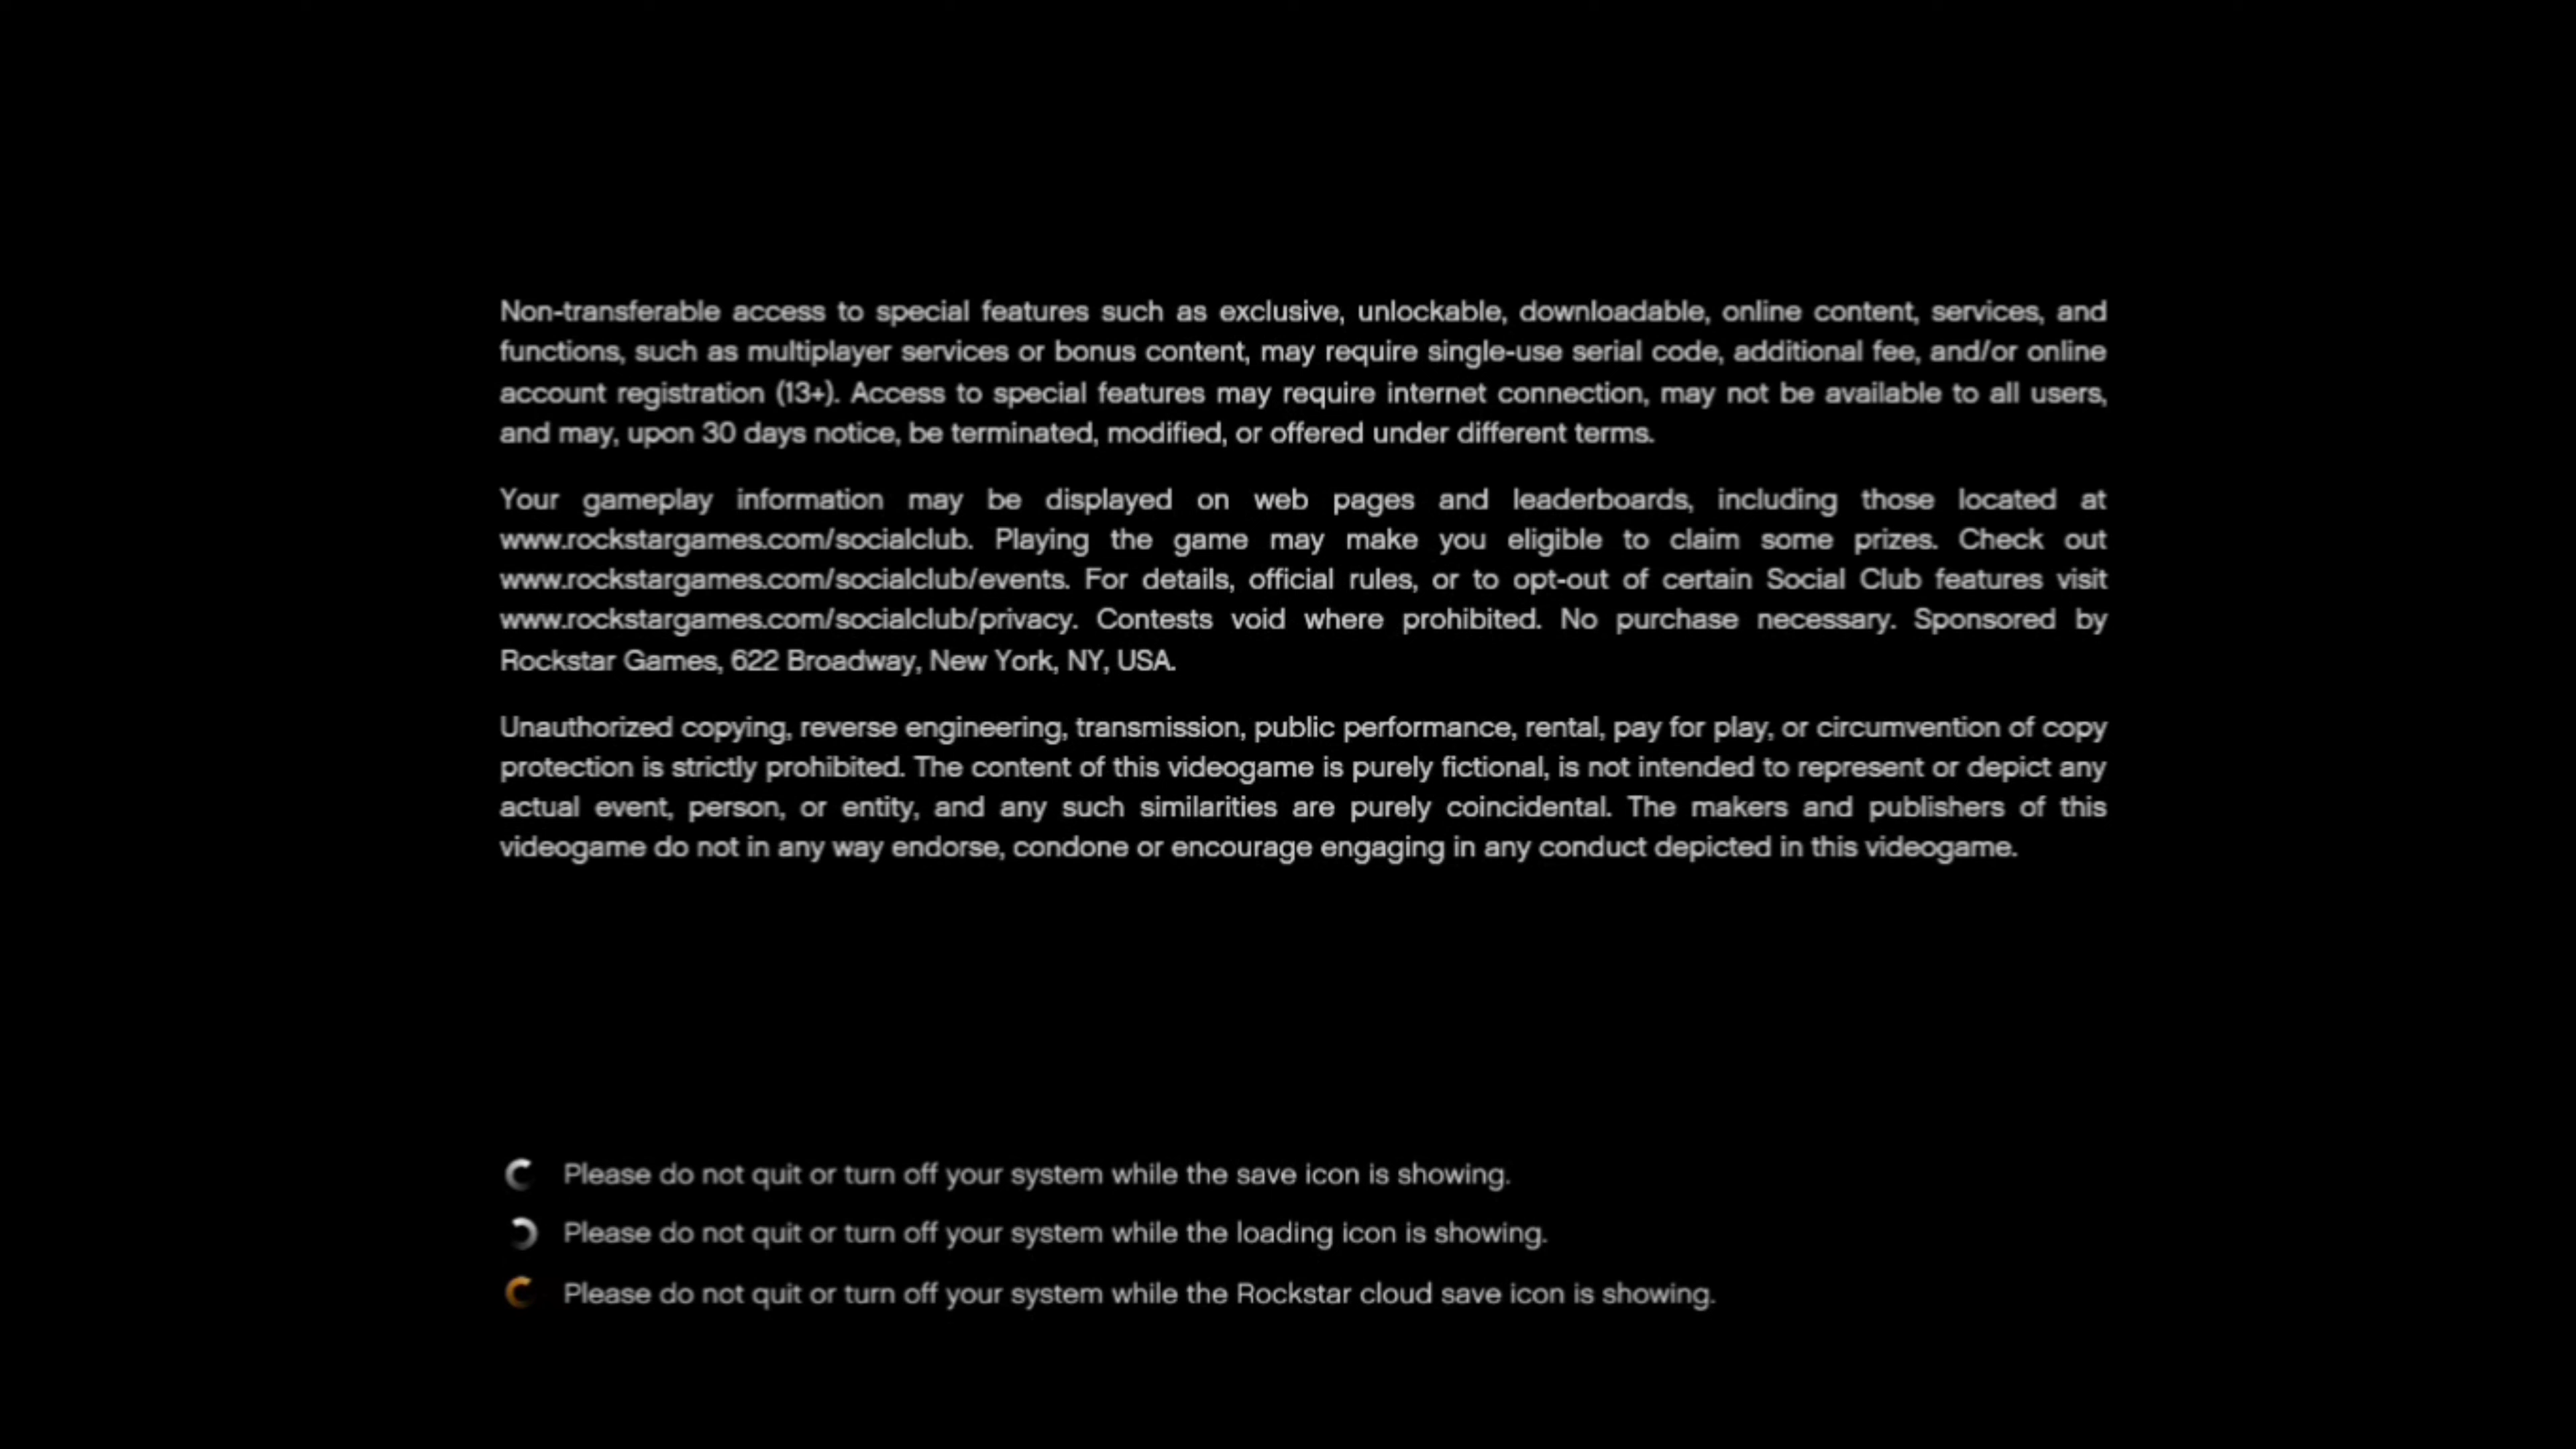 Non-transferable access to special features such as exclusive, unlockable, downloadable, online content, services, and
functions, such as multiplayer services or bonus content, may require single-use serial code, additional fee, and/or online
account registration (13+). Access to special features may require internet connection, may not be available to all users,
and may, upon 30 days notice, be terminated, modified, or offered under different terms.
Your gameplay information may be displayed on web pages and leaderboards, including those located at
www.rockstargames.com/socialclub. Playing the game may make you eligible to claim some prizes. Check out
www.rockstargames.com/socialclub/events. For details, official rules, or to opt-out of certain Social Club features visit
www.rockstargames.com/socialclub/privacy. Contests void where prohibited. No purchase necessary. Sponsored by
Rockstar Games, 622 Broadway, New York, NY, USA.
Unauthorized copying, reverse engineering, transmission, public performance, rental, pay for play, or circumvention of copy
protection is strictly prohibited. The content of this videogame is purely fictional, is not intended to represent or depict any
actual event, person, or entity, and any such similarities are purely coincidental. The makers and publishers of this
videogame do not in any way endorse, condone or encourage engaging in any conduct depicted in this videogame.
Please do not quit or turn off your system while the save icon is showing.
Please do not quit or turn off your system while the loading icon is showing.
Please do not quit or turn off your system while the Rockstar cloud save icon is showing.